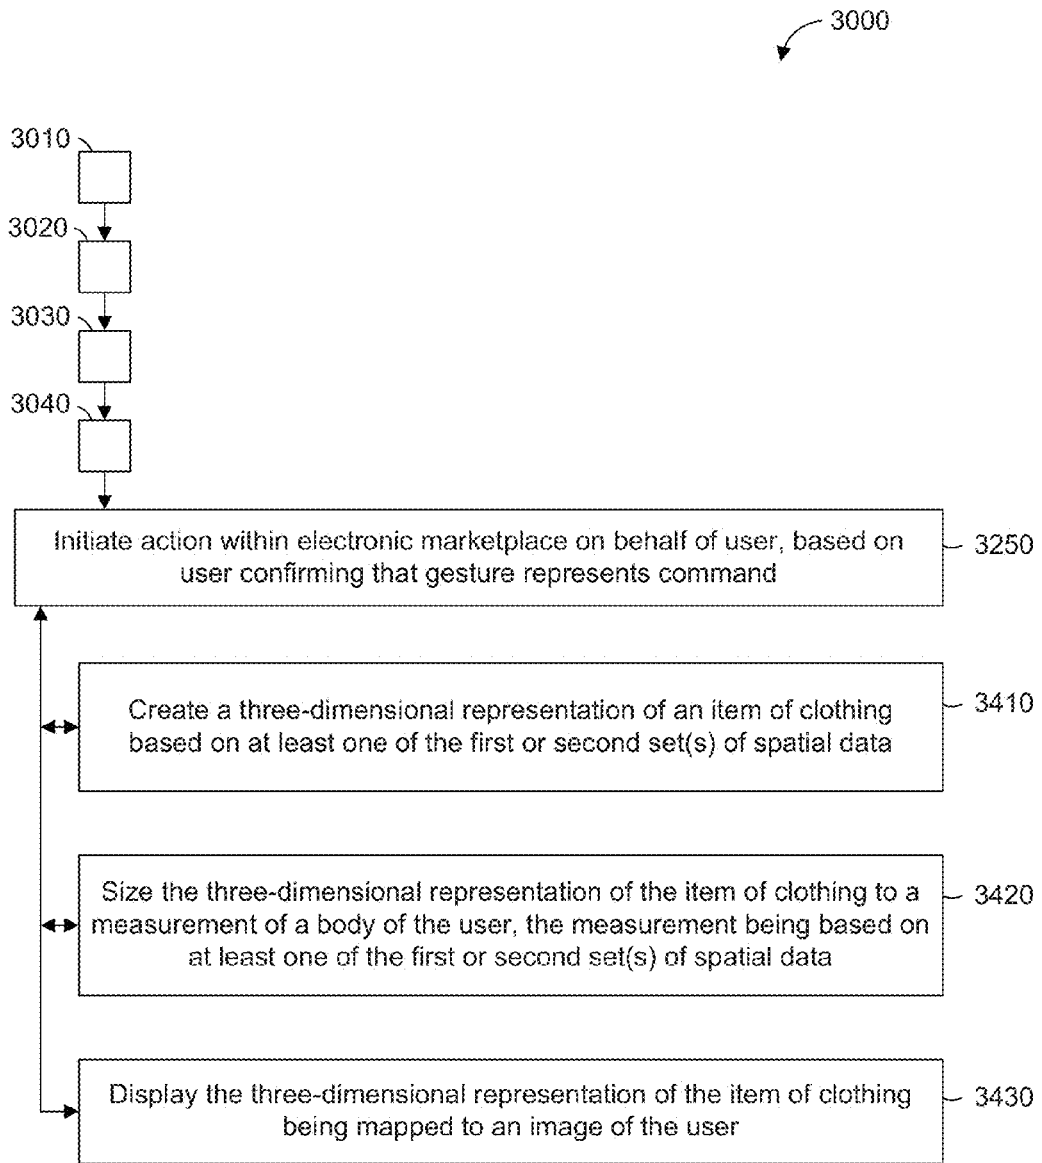 3000
3010
3020
3030
3040
Initiate action within electronic marketplace on behalf of user, based on
user confirming that gesture represents command
3250
Create a three-dimensional representation of an item of clothing
based on at least one of the first or second set(s) of spatial data
3410
Size the three-dimensional representation of the item of clothing to a
measurement of a body of the user, the measurement being based on
at least one of the first or second set(s) of spatial data
3420
Display the three-dimensional representation of the item of clothing
being mapped to an image of the user
3430